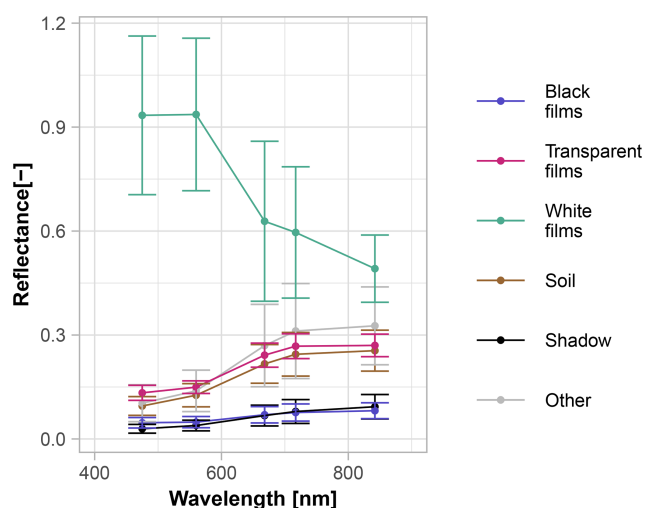 1.2
0.9
0.6
0.3
0.0
Reflectance[−]
400
600
800
Wavelength [nm]
Black
films
Transparent
films
White
films
Soil
Shadow
Other